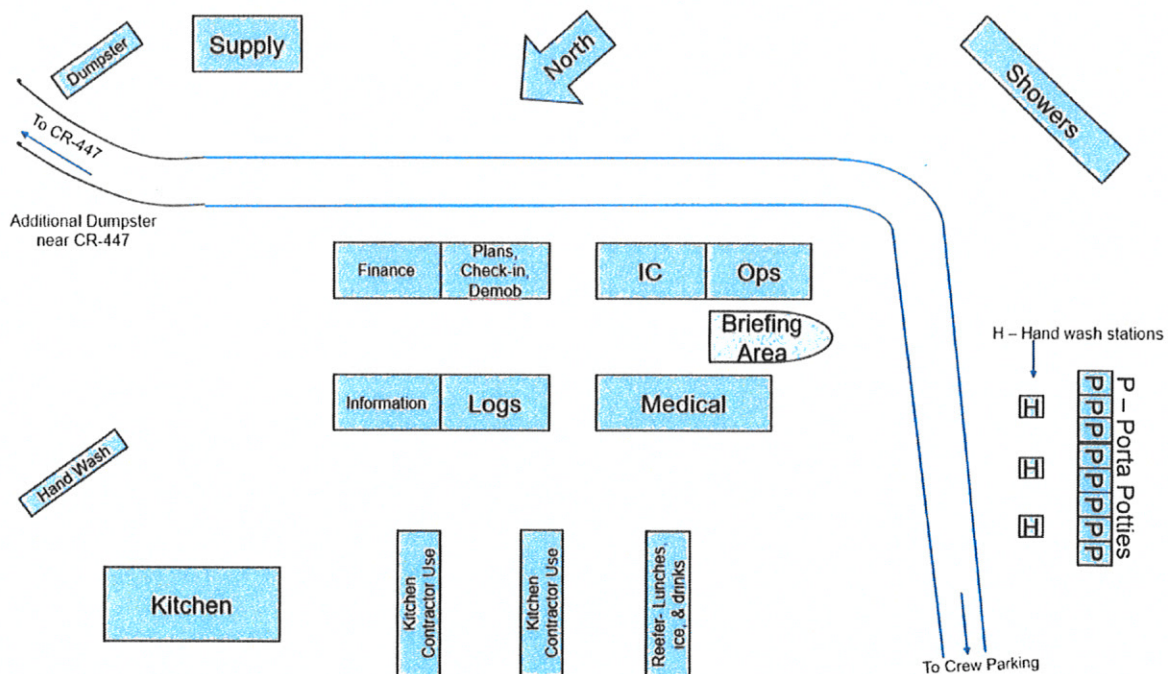 Dumpster
Supply
North
Showers
To CR-447
Additional Dumpster
near CR-447
Finance
Plans,
Check-in,
Demob
IC
Ops
Briefing
Area
H – Hand wash stations
Information
Logs
Medical
H
H
H
P – Porta Potties
P P P P P P P P
P P P P P P P P
Hand Wash
Kitchen
Kitchen
Contractor Use
Kitchen
Contractor Use
Reefer- Lunches,
ice, & drinks
To Crew Parking